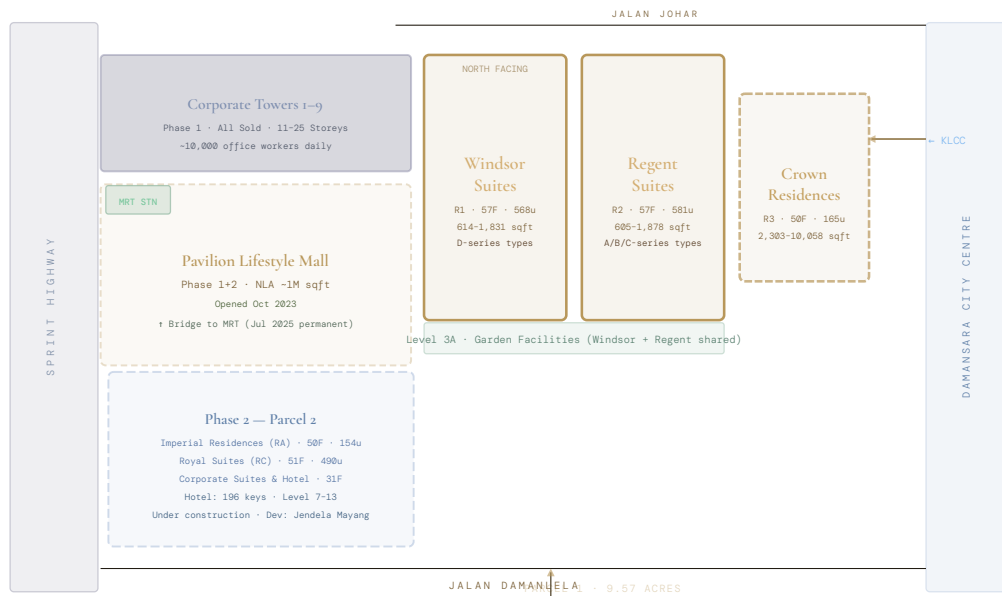 JALAN JOHAR
SPRINT HIGHWAY
Corporate Towers 1–9
Phase 1 · All Sold · 11–25 Storeys
~10,000 office workers daily
MRT STN
Pavilion Lifestyle Mall
Phase 1+2 · NLA ~1M sqft
Opened Oct 2023
↑ Bridge to MRT (Jul 2025 permanent)
Phase 2 — Parcel 2
Imperial Residences (RA) · 50F · 154u
Royal Suites (RC) · 51F · 490u
Corporate Suites & Hotel · 31F
Hotel: 196 keys · Level 7–13
Under construction · Dev: Jendela Mayang
NORTH FACING
Windsor
Suites
R1 · 57F · 568u
614–1,831 sqft
D-series types
Regent
Suites
R2 · 57F · 581u
605–1,878 sqft
A/B/C-series types
Level 3A · Garden Facilities (Windsor + Regent shared)
Crown
Residences
R3 · 50F · 165u
2,303–10,058 sqft
← KLCC
DAMANSARA CITY CENTRE
JALAN DAMANLELA
1 · 9.57 ACRES